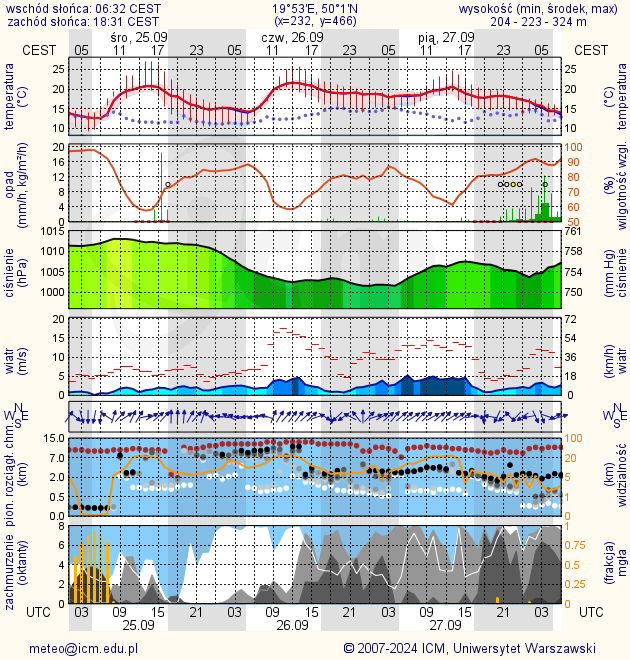 wschód słońca: 06:32 CEST
zachód słońca: 18:31 CEST
19°53'E, 50°1'N
(x=232, y=466)
wysokość (min, środek, max)
204 - 223 - 324 m
śro, 25.09 czw, 26.09 pią, 27.09
CEST 05 11 17 23 05 11 17 23 05 11 17 23 05 CEST
temperatura
(°C)
25
20
15
10
25
20
15
10
(°C)
temperatura
opad
(mm/h, kg/m²/h)
20
16
12
8
4
0
100
90
80
70
60
50
(%)
wilgotność wzgl.
ciśnienie
(hPa)
1015
1010
1005
1000
761
758
754
750
(mm Hg)
ciśnienie
wiatr
(m/s)
20
15
10
5
0
72
54
36
18
0
(km/h)
wiatr
N
W E
S
N
W E
S
pion. rozciągł. chm.
(km)
15.0
7.0
2.0
0.5
0.0
100
20
5
1
0
(km)
widzialność
zachmurzenie
(oktanty)
8
6
4
2
0
1
0.75
0.5
0.25
0
(frakcja)
mgła
UTC 03 09 15 21 03 09 15 21 03 09 15 21 03 UTC
25.09 26.09 27.09
meteo@icm.edu.pl
© 2007-2024 ICM, Uniwersytet Warszawski